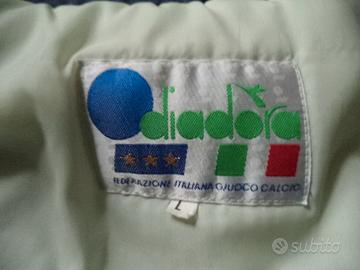 diadora
FEDERAZIONE ITALIANA GIUOCO CALCIO
L
subito